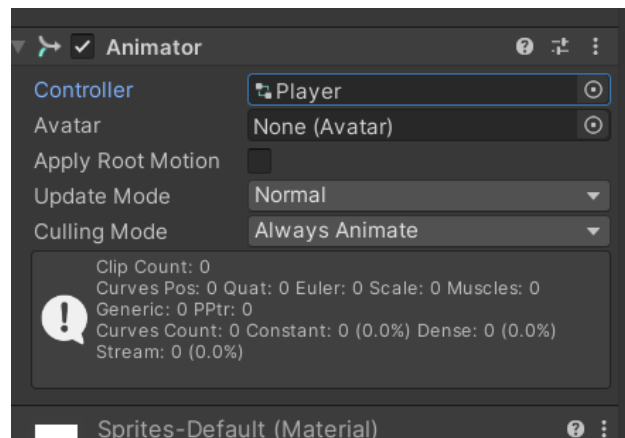 Animator
Controller Player
Avatar None (Avatar)
Apply Root Motion
Update Mode Normal
Culling Mode Always Animate
Clip Count: 0
Curves Pos: 0 Quat: 0 Euler: 0 Scale: 0 Muscles: 0
Generic: 0 PPtr: 0
Curves Count: 0 Constant: 0 (0.0%) Dense: 0 (0.0%)
Stream: 0 (0.0%)
Sprites-Default (Material)